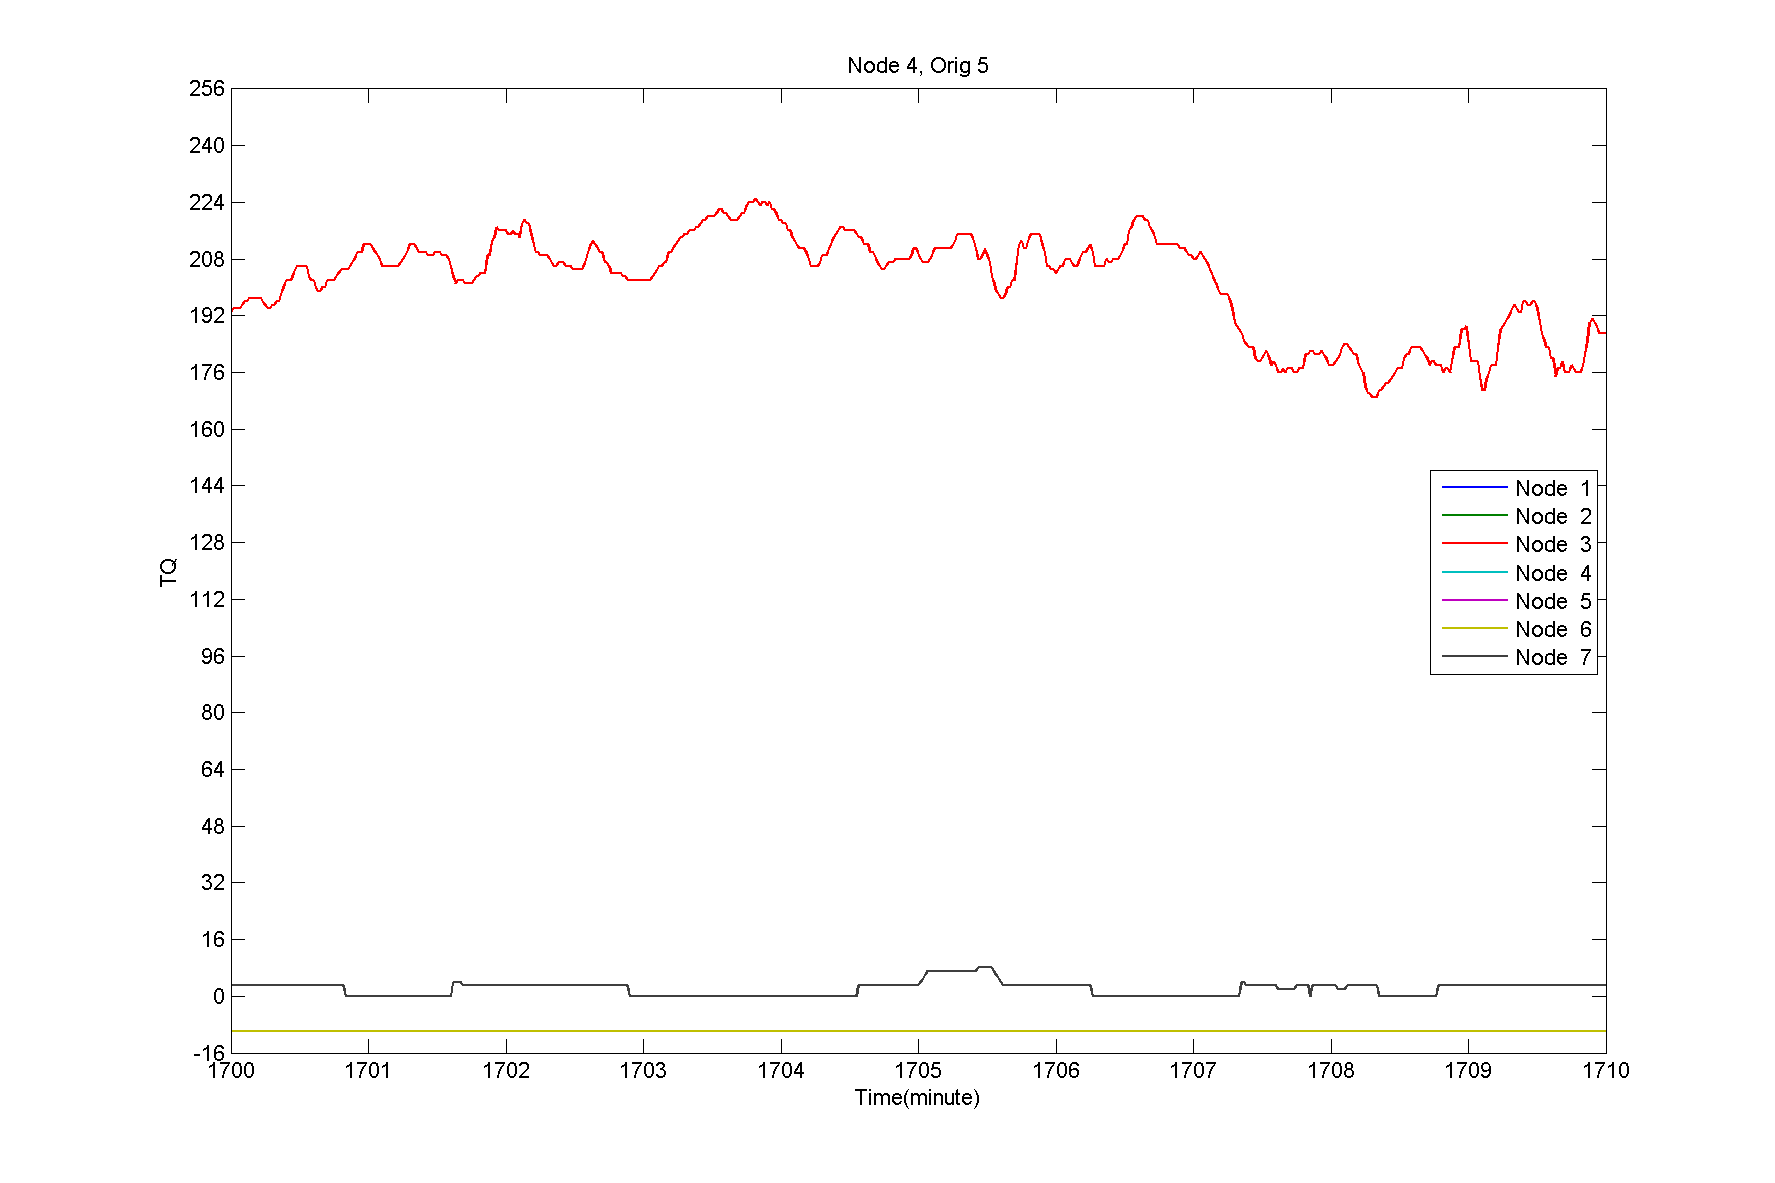 Node 4, Orig 5
256
240
224
208
192
176
160
144
128
112
96
80
64
48
32
16
0
-16
TQ
Node 1
Node 2
Node 3
Node 4
Node 5
Node 6
Node 7
1700 1701 1702 1703 1704 1705 1706 1707 1708 1709 1710
Time(minute)